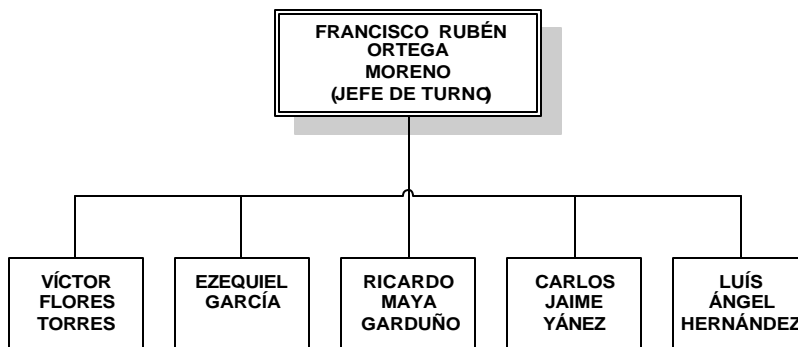 FRANCISCO RUBÉN
ORTEGA
MORENO
(JEFE DE TURNO)
VÍCTOR
FLORES
TORRES
EZEQUIEL
GARCÍA
RICARDO
MAYA
GARDUÑO
CARLOS
JAIME
YÁNEZ
LUÍS
ÁNGEL
HERNÁNDEZ